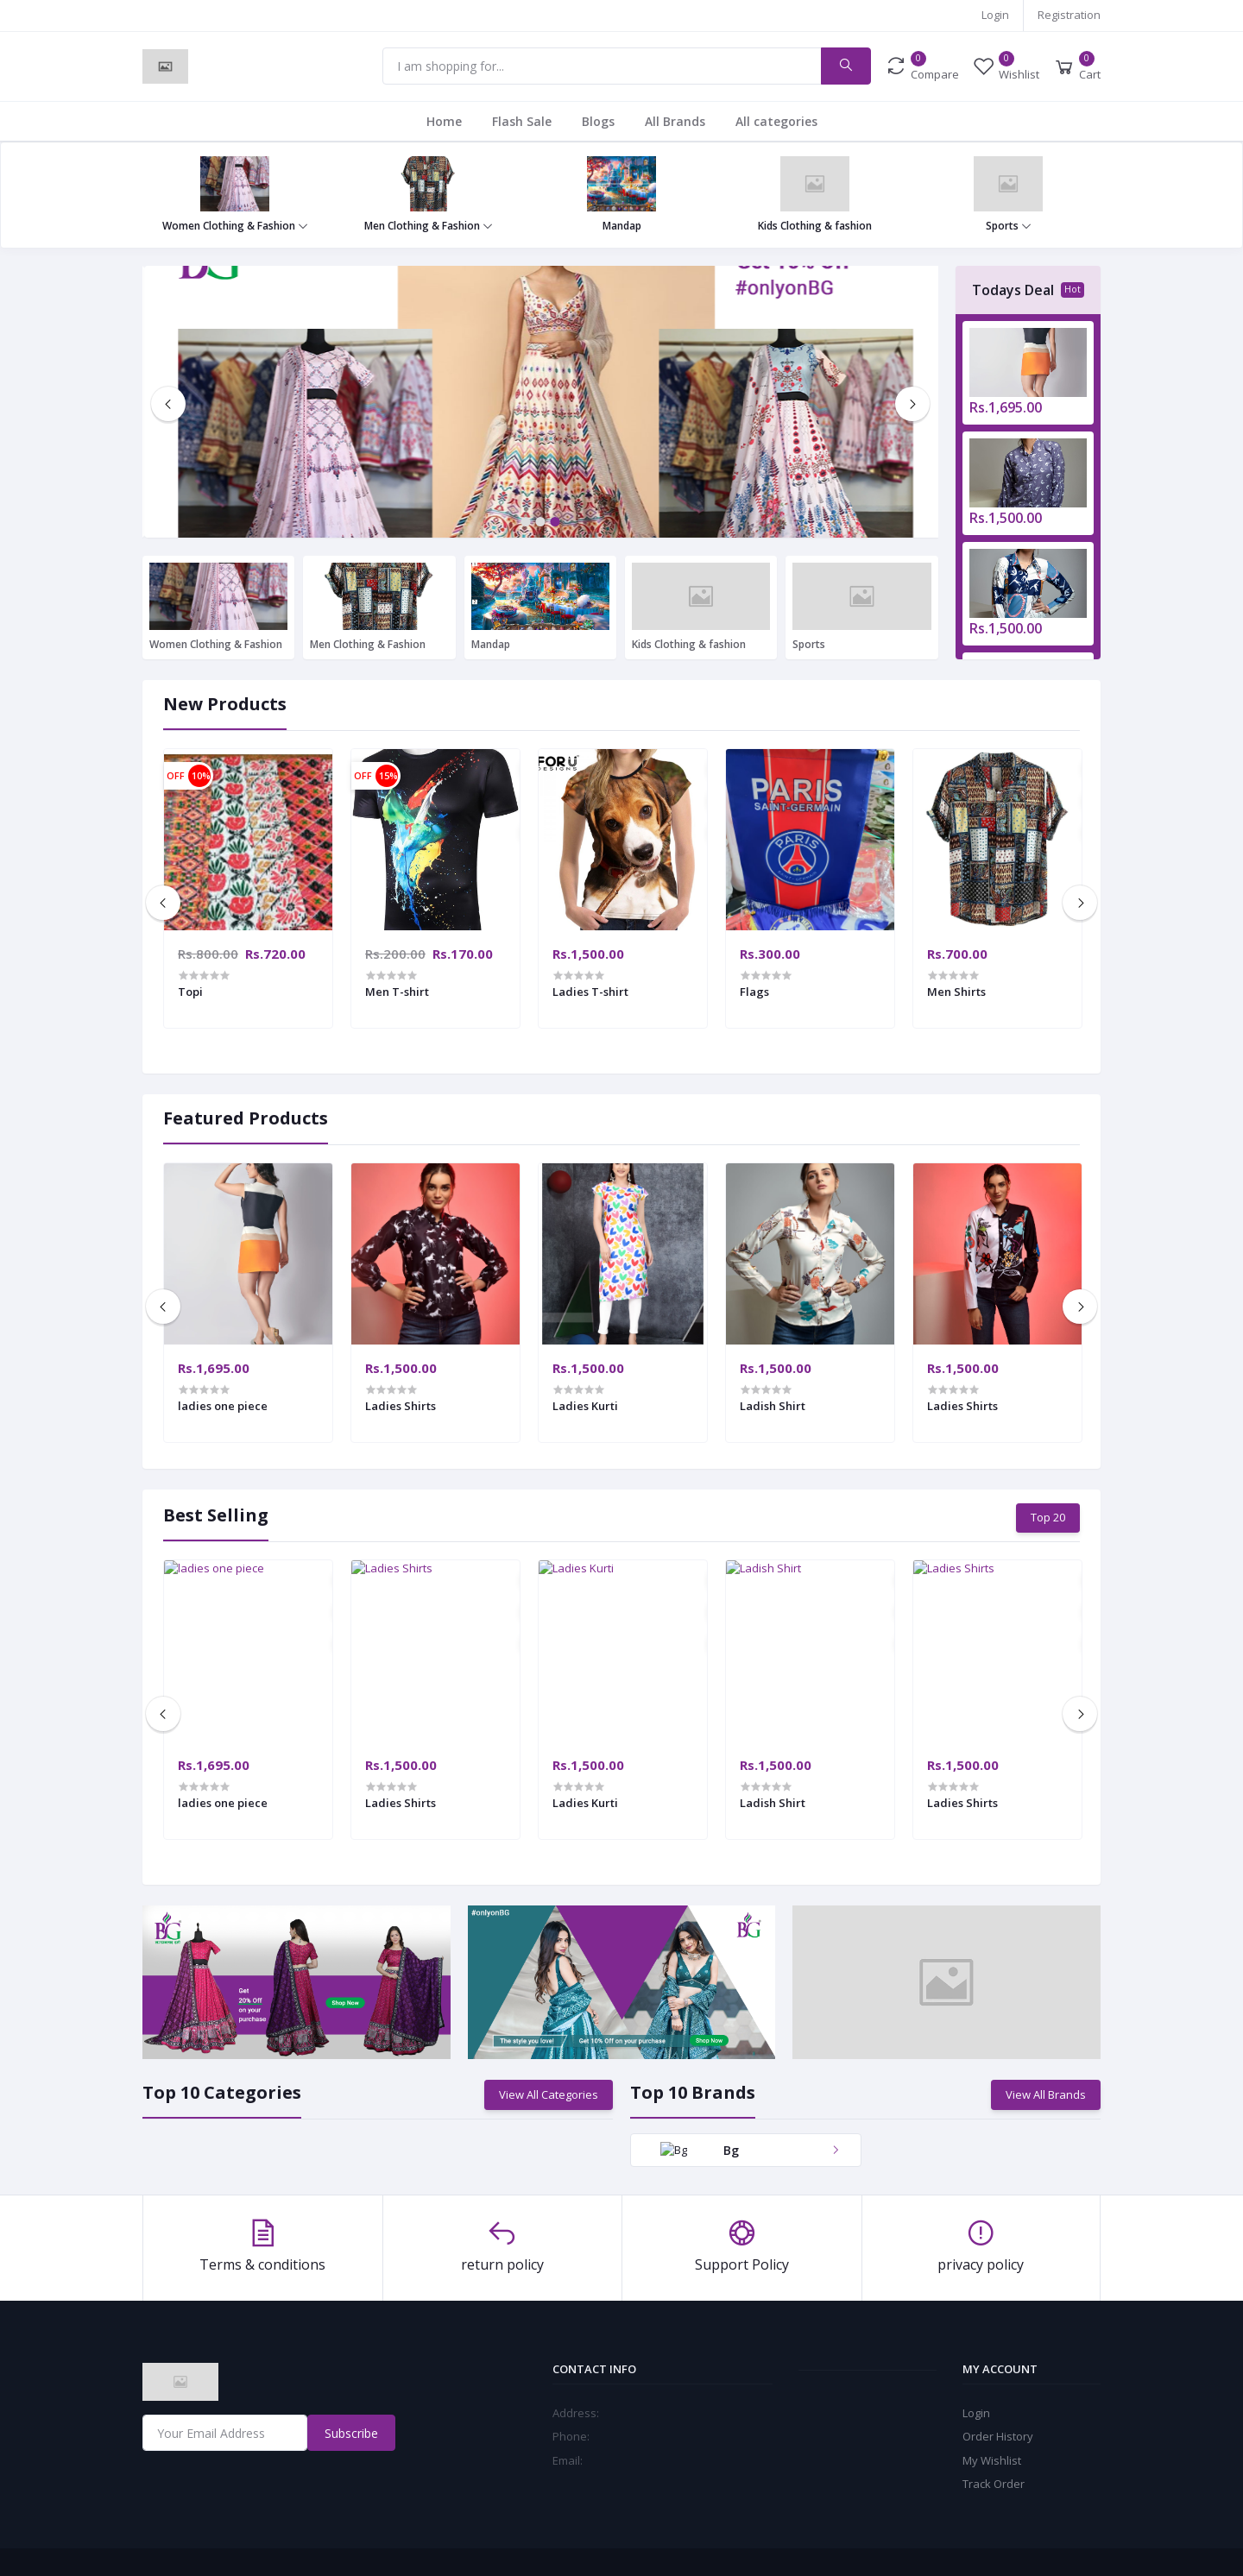 Login
Registration
I am shopping for...
0
Compare
0
Wishlist
0
Cart
Home
Flash Sale
Blogs
All Brands
All categories
Women Clothing & Fashion
Men Clothing & Fashion
Mandap
Kids Clothing & fashion
Sports
BG
Get 10% Off
#onlyonBG
Todays Deal
Hot
Rs.1,695.00
Rs.1,500.00
Rs.1,500.00
Women Clothing & Fashion
Men Clothing & Fashion
Mandap
Kids Clothing & fashion
Sports
New Products
OFF 10%
OFF 15%
FOR U
DESIGNS
PARIS
SAINT-GERMAIN
PARIS
Rs.800.00 Rs.720.00
Topi
Rs.200.00 Rs.170.00
Men T-shirt
Rs.1,500.00
Ladies T-shirt
Rs.300.00
Flags
Rs.700.00
Men Shirts
Featured Products
Rs.1,695.00
ladies one piece
Rs.1,500.00
Ladies Shirts
Rs.1,500.00
Ladies Kurti
Rs.1,500.00
Ladish Shirt
Rs.1,500.00
Ladies Shirts
Best Selling
Top 20
ladies one piece
Ladies Shirts
Ladies Kurti
Ladish Shirt
Ladies Shirts
Rs.1,695.00
ladies one piece
Rs.1,500.00
Ladies Shirts
Rs.1,500.00
Ladies Kurti
Rs.1,500.00
Ladish Shirt
Rs.1,500.00
Ladies Shirts
BG
Get
20% Off
on your
purchase
Shop Now
#onlyonBG
BG
The style you love!
Get 10% Off on your purchase
Shop Now
Top 10 Categories
View All Categories
Top 10 Brands
View All Brands
Bg
Bg
Terms & conditions
return policy
Support Policy
privacy policy
Your Email Address
Subscribe
CONTACT INFO
Address:
Phone:
Email:
MY ACCOUNT
Login
Order History
My Wishlist
Track Order